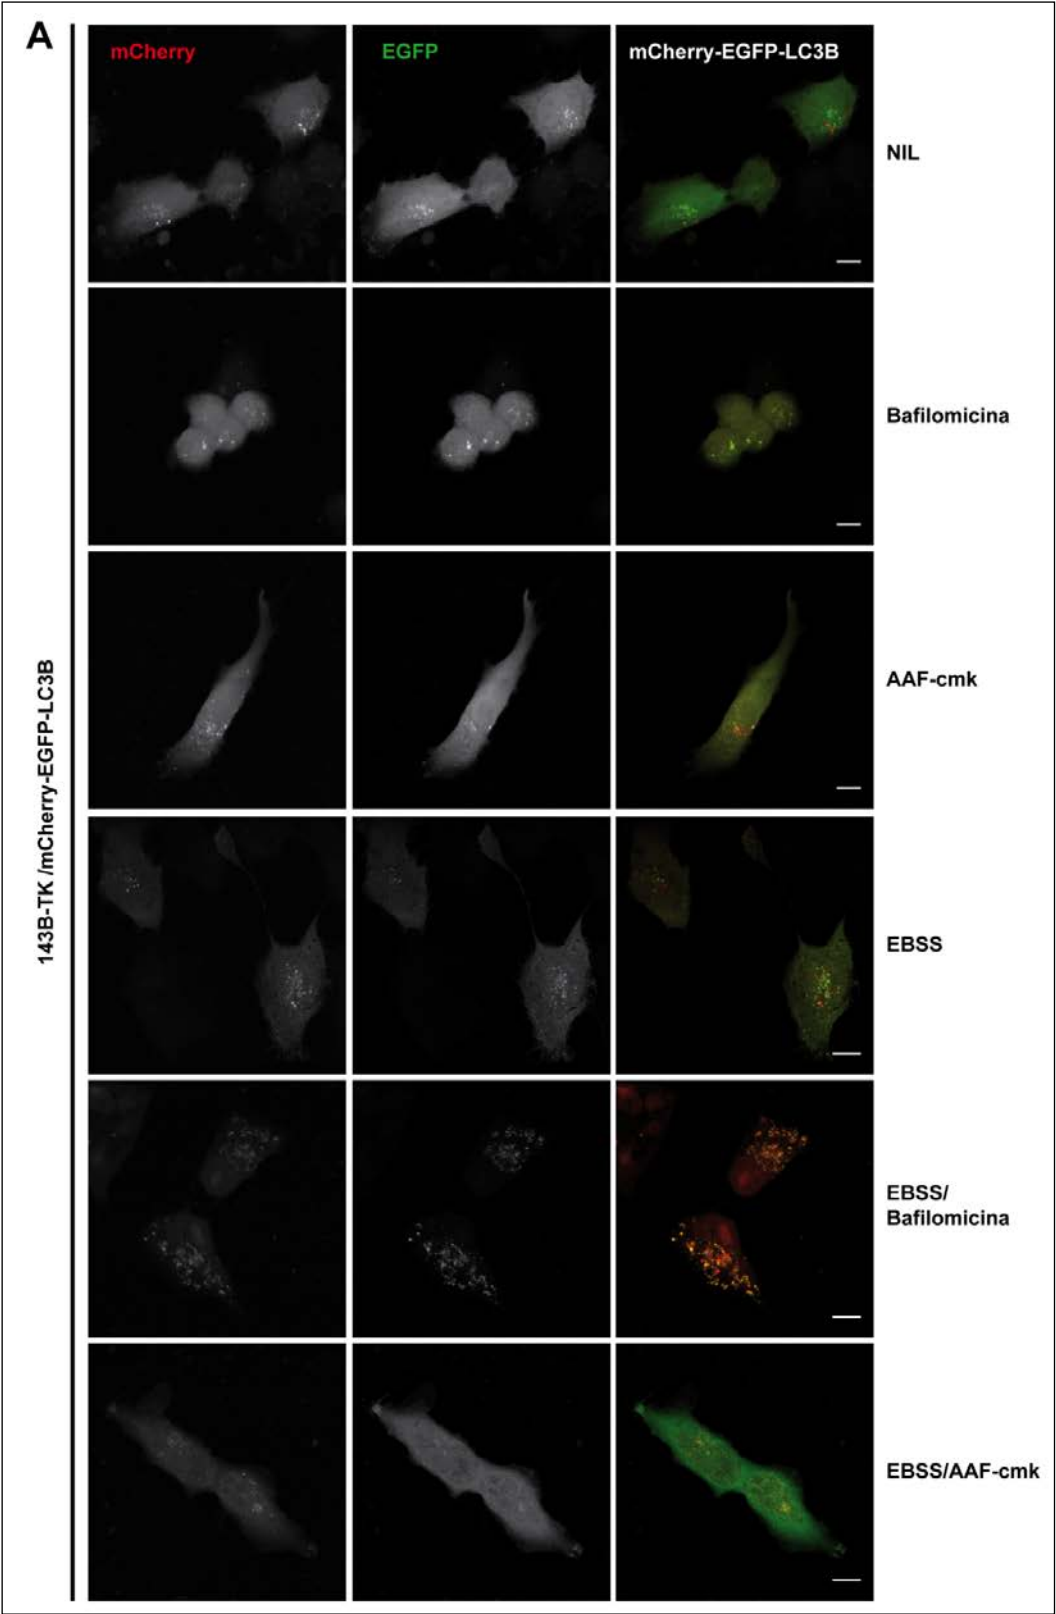 A
mCherry
EGFP
mCherry-EGFP-LC3B
NIL
Bafilomicina
AAF-cmk
143B-TK /mCherry-EGFP-LC3B
EBSS
EBSS/
Bafilomicina
EBSS/AAF-cmk